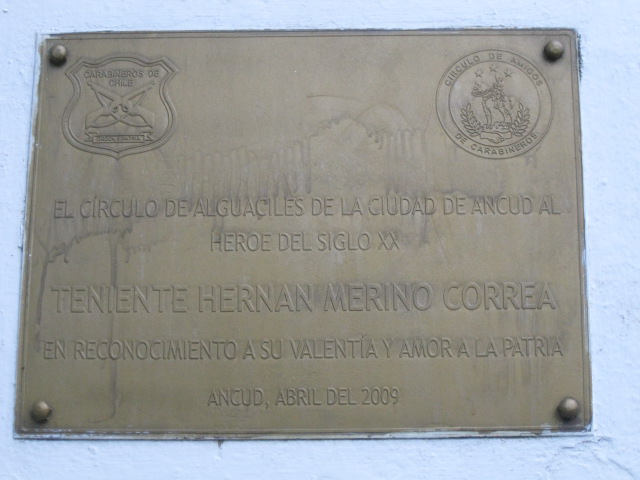 CARABINEROS DE
CHILE
CIRCULO DE AMIGOS
DE CARABINEROS
EL CÍRCULO DE ALGUACILES DE LA CIUDAD DE ANCUD AL
HEROE DEL SIGLO XX
TENIENTE HERNAN MERINO CORREA
EN RECONOCIMIENTO A SU VALENTÍA Y AMOR A LA PATRIA
ANCUD, ABRIL DEL 2009